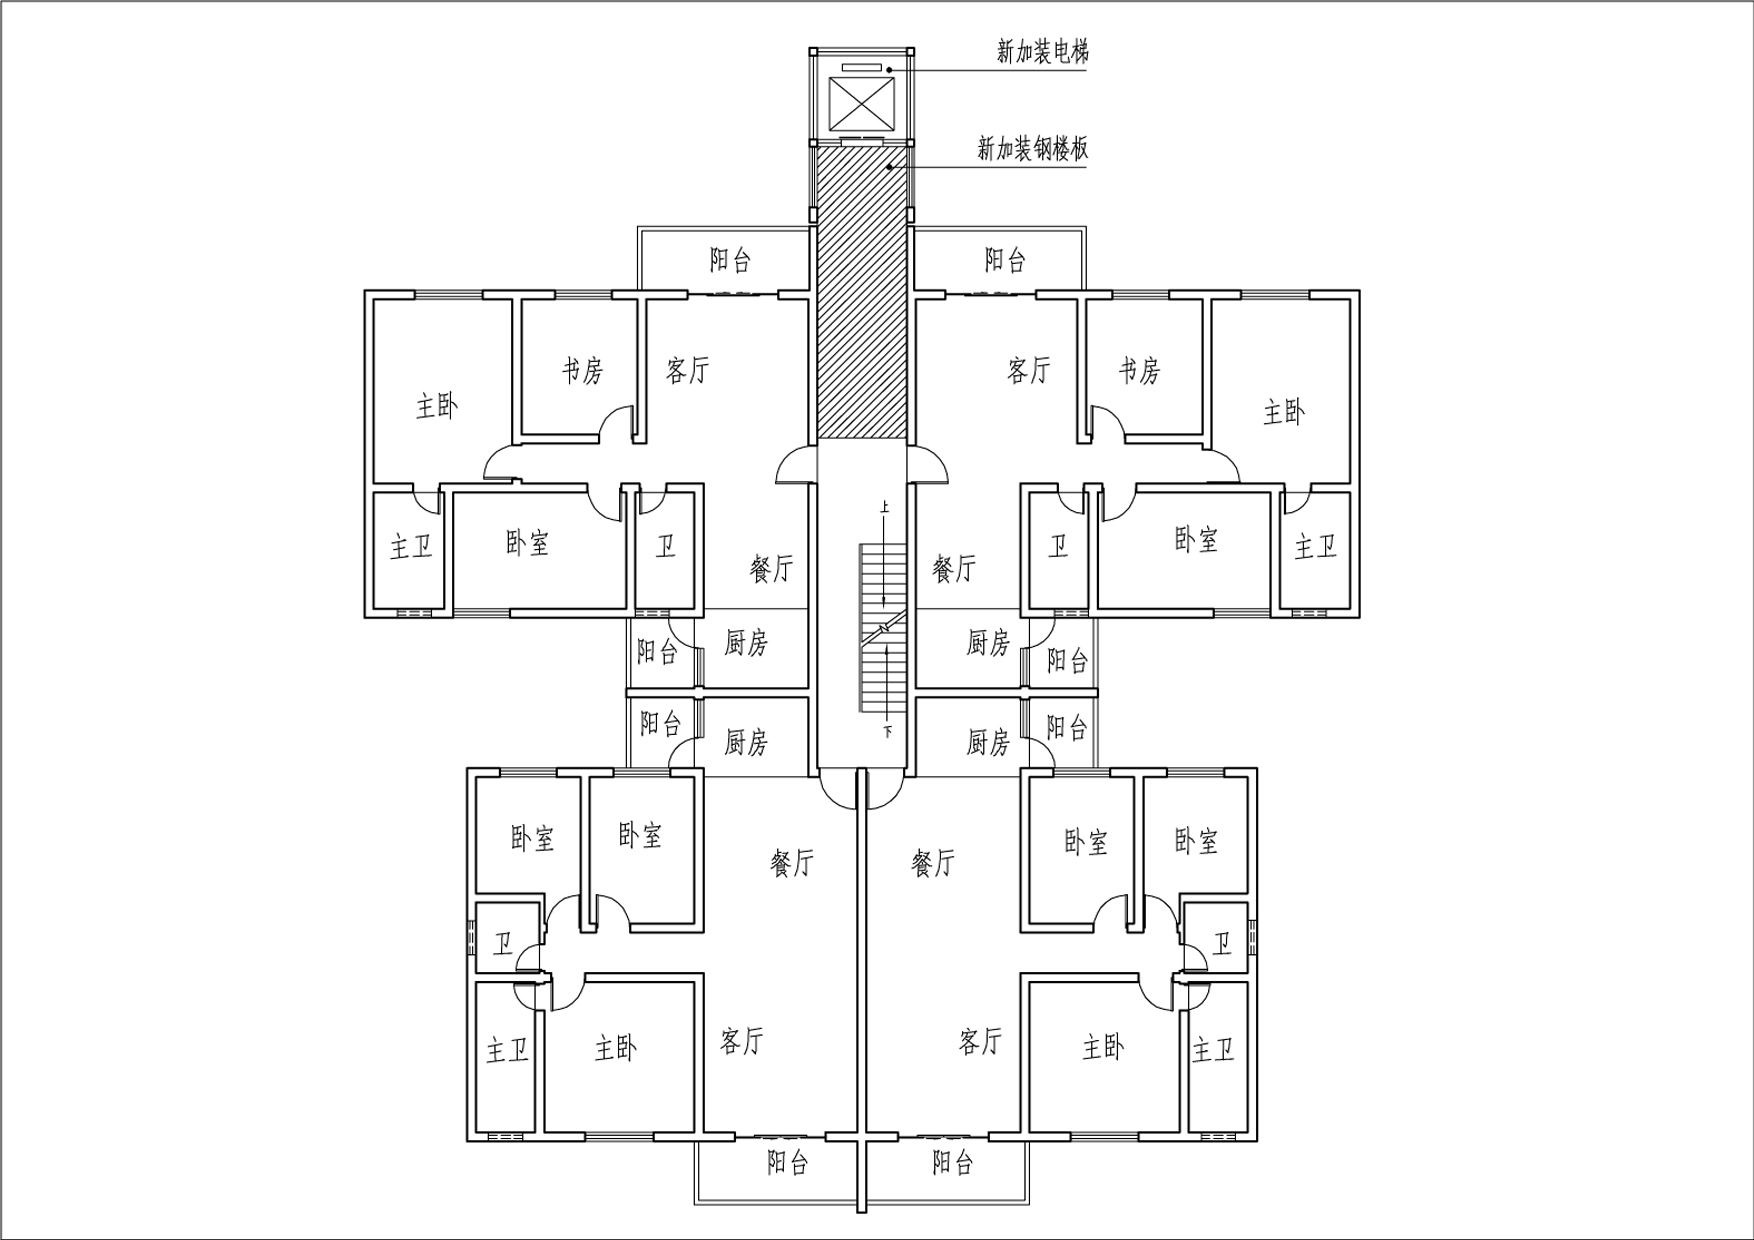 新加装电梯
新加装钢楼板
阳台
阳台
书房
客厅
客厅
书房
主卧
主卧
上
主卫
卧室
卫
餐厅
餐厅
卫
卧室
主卫
阳台
厨房
厨房
阳台
阳台
厨房
下
厨房
阳台
卧室
卧室
餐厅
餐厅
卧室
卧室
卫
卫
主卫
主卧
客厅
客厅
主卧
主卫
阳台
阳台